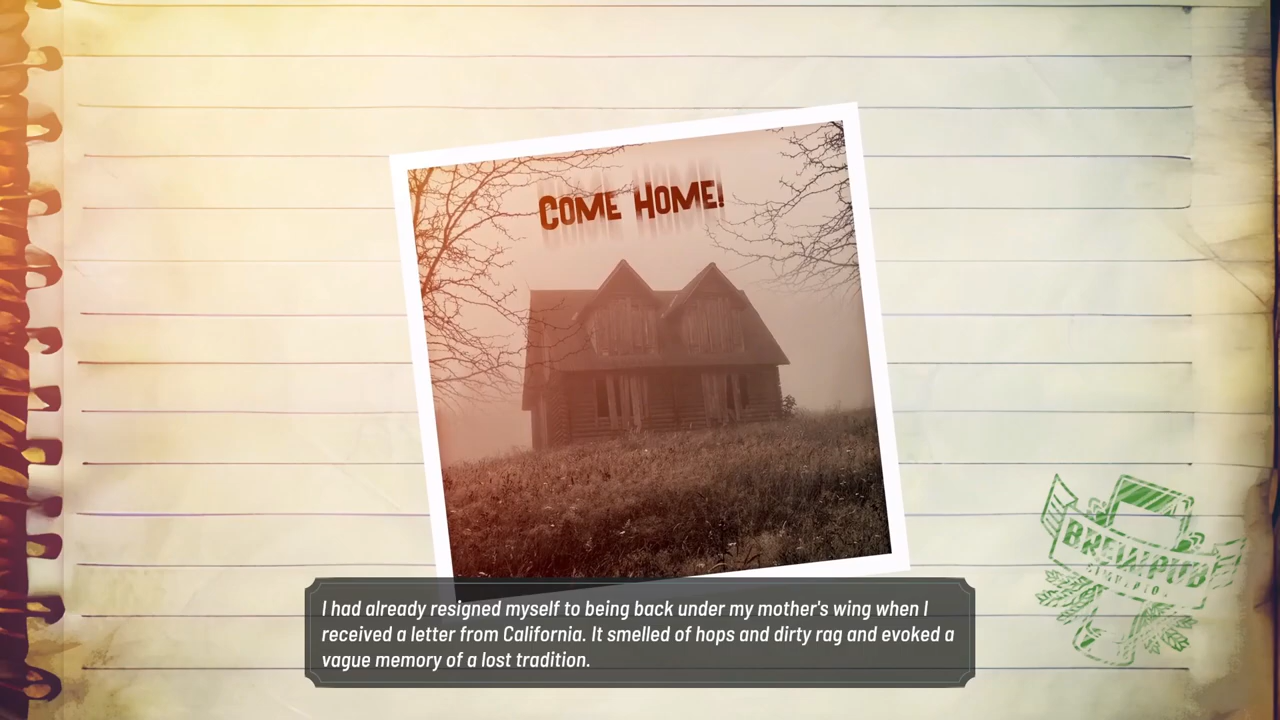 COME HOME!
BREWPUB
I had already resigned myself to being back under my mother's wing when I
received a letter from California. It smelled of hops and dirty rag and evoked a
vague memory of a lost tradition.